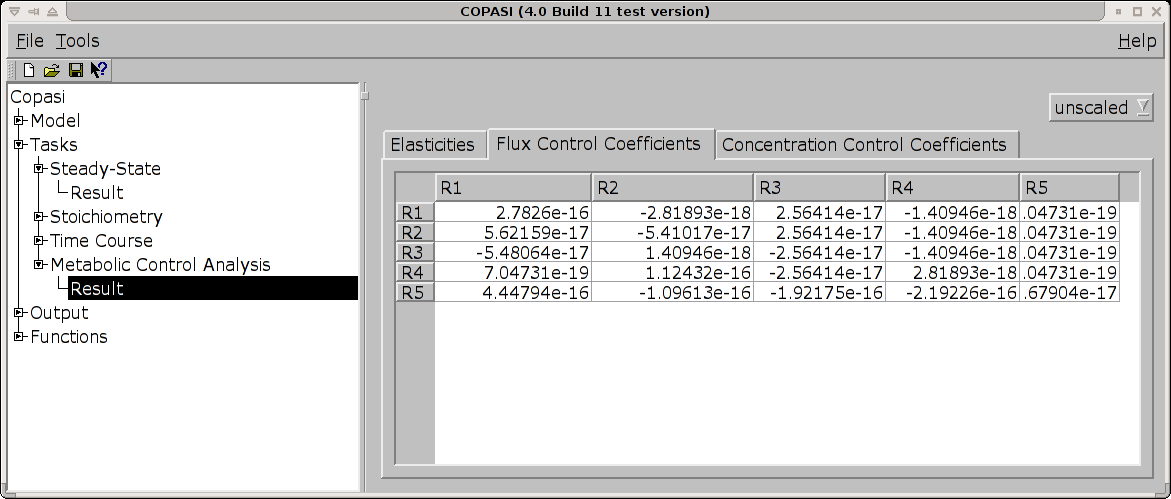 COPASI (4.0 Build 11 test version)
File Tools Help
Copasi
Model
Tasks
Steady-State
Result
Stoichiometry
Time Course
Metabolic Control Analysis
Result
Output
Functions
unscaled
Elasticities Flux Control Coefficients Concentration Control Coefficients
R1 R2 R3 R4 R5
R1 2.7826e-16 -2.81893e-18 2.56414e-17 -1.40946e-18 .04731e-19
R2 5.62159e-17 -5.41017e-17 2.56414e-17 -1.40946e-18 .04731e-19
R3 -5.48064e-17 1.40946e-18 -2.56414e-17 -1.40946e-18 .04731e-19
R4 7.04731e-19 1.12432e-16 -2.56414e-17 2.81893e-18 .04731e-19
R5 4.44794e-16 -1.09613e-16 -1.92175e-16 -2.19226e-16 .67904e-17